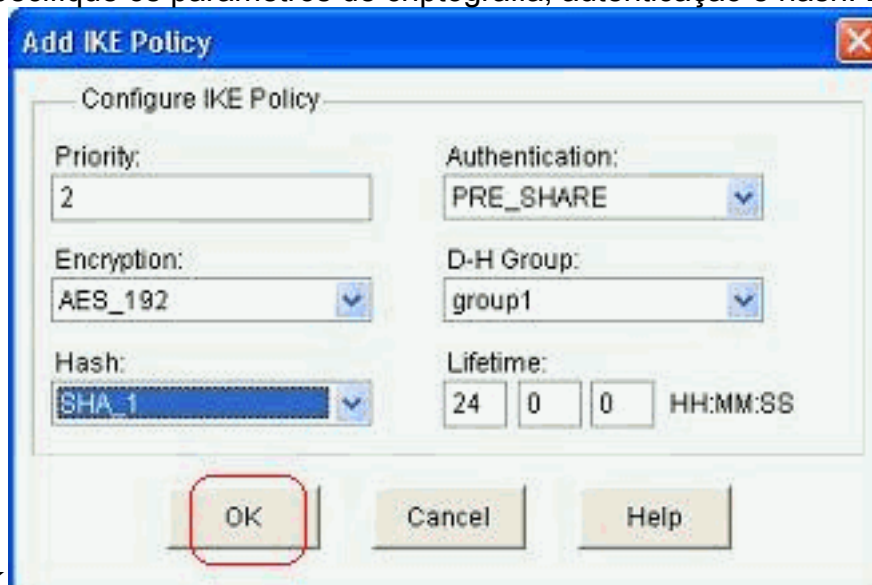 Add IKE Policy
Configure IKE Policy
Priority:
2
Authentication:
PRE_SHARE
Encryption:
AES_192
D-H Group:
group1
Hash:
SHA_1
Lifetime:
24 0 0 HH:MM:SS
OK Cancel Help